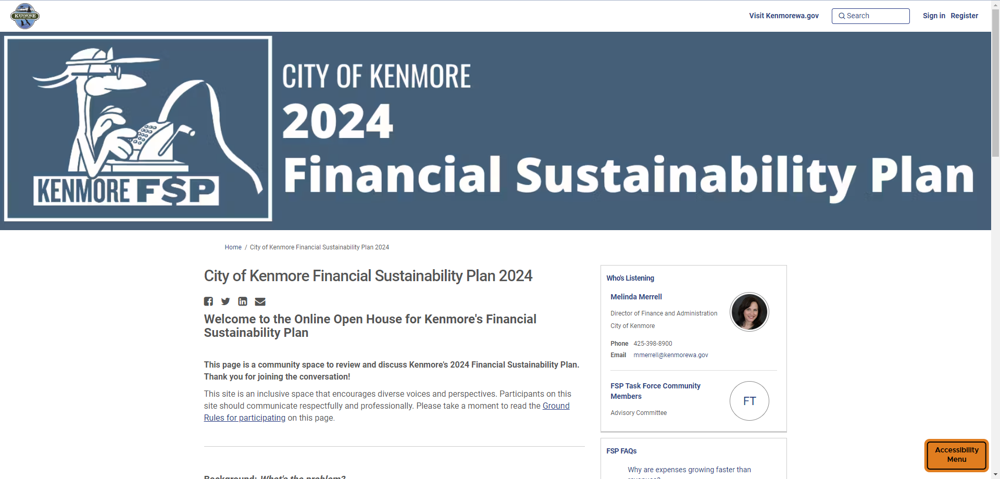 KENMORE
Visit Kenmorewa.gov
Search
Sign in Register
CITY OF KENMORE
2024
Financial Sustainability Plan
KENMORE F$P
Home / City of Kenmore Financial Sustainability Plan 2024
City of Kenmore Financial Sustainability Plan 2024
Welcome to the Online Open House for Kenmore's Financial
Sustainability Plan
This page is a community space to review and discuss Kenmore's 2024 Financial Sustainability Plan.
Thank you for joining the conversation!
This site is an inclusive space that encourages diverse voices and perspectives. Participants on this
site should communicate respectfully and professionally. Please take a moment to read the Ground
Rules for participating on this page.
Background: What's the problem?
Who's Listening
Melinda Merrell
Director of Finance and Administration
City of Kenmore
Phone 425-398-8900
Email mmerrell@kenmorewa.gov
FSP Task Force Community
Members
FT
Advisory Committee
FSP FAQs
Why are expenses growing faster than
revenues?
Accessibility
Menu